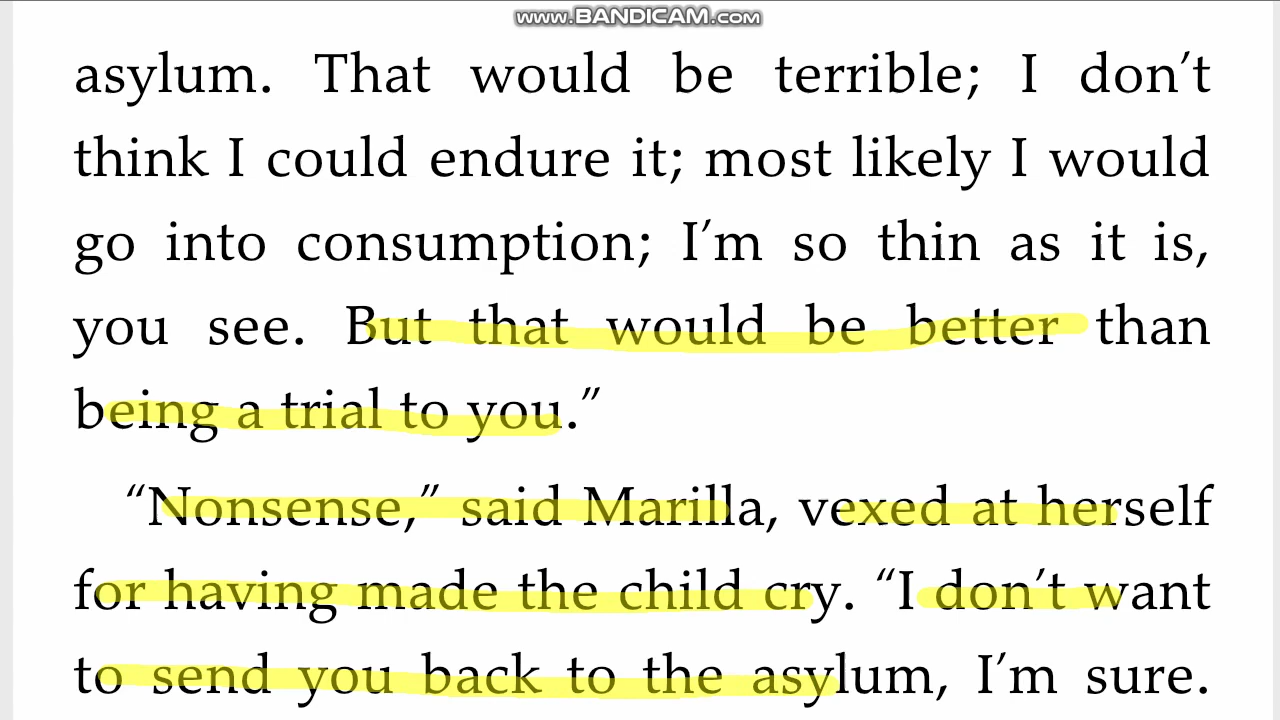 www.BANDICAM.com
asylum. That would be terrible; I don’t
think I could endure it; most likely I would
go into consumption; I’m so thin as it is,
you see. But that would be better than
being a trial to you.”
“Nonsense,” said Marilla, vexed at herself
for having made the child cry. “I don’t want
to send you back to the asylum, I’m sure.